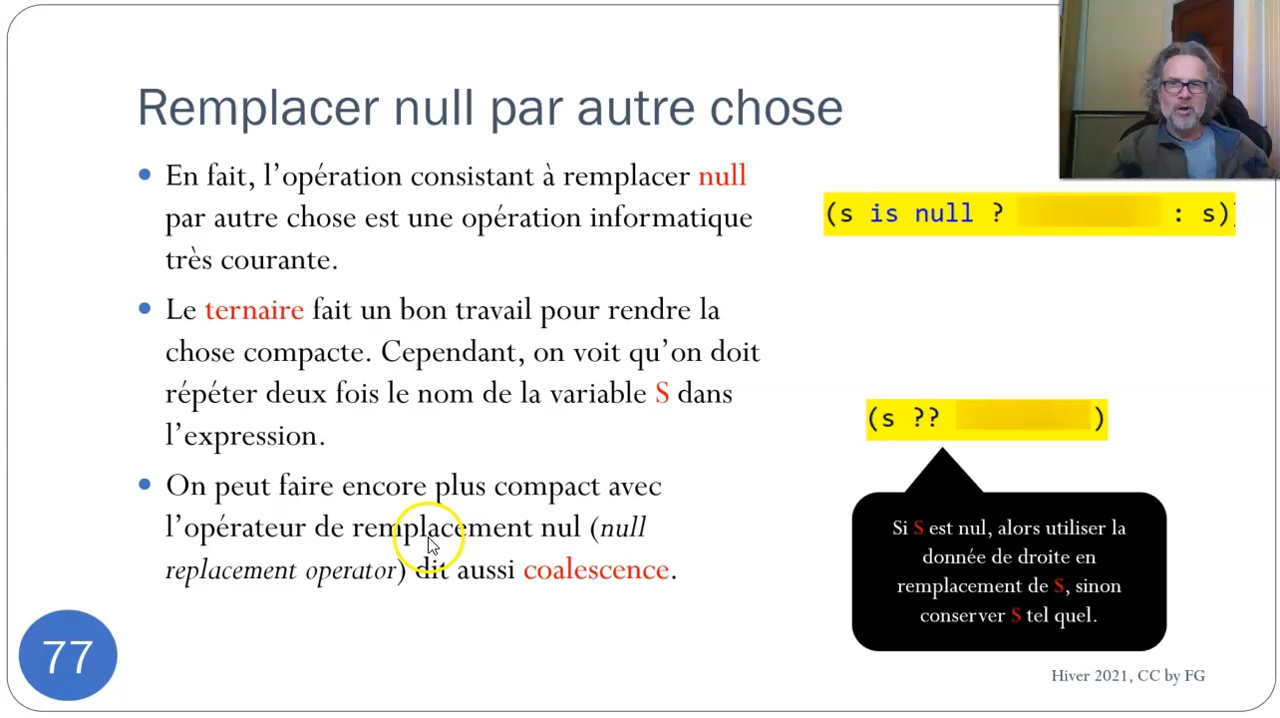 Remplacer null par autre chose
En fait, l’opération consistant à remplacer null
par autre chose est une opération informatique
très courante.
Le ternaire fait un bon travail pour rendre la
chose compacte. Cependant, on voit qu’on doit
répéter deux fois le nom de la variable S dans
l’expression.
On peut faire encore plus compact avec
l’opérateur de remplacement nul (null
replacement operator) dit aussi coalescence.
(s is null ? : s)
(s ?? )
Si S est nul, alors utiliser la
donnée de droite en
remplacement de S, sinon
conserver S tel quel.
77
Hiver 2021, CC by FG